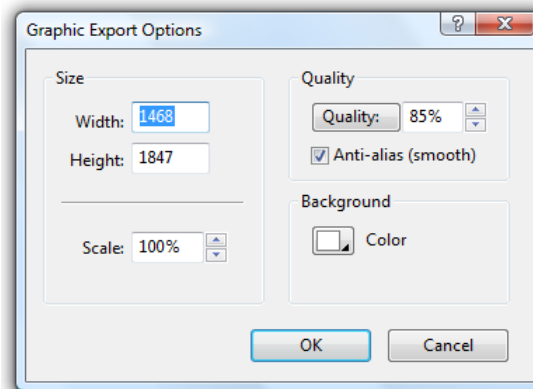 Graphic Export Options
?
Size
Width: 1468
Height: 1847
Scale: 100%
Quality
Quality: 85%
Anti-alias (smooth)
Background
Color
OK
Cancel